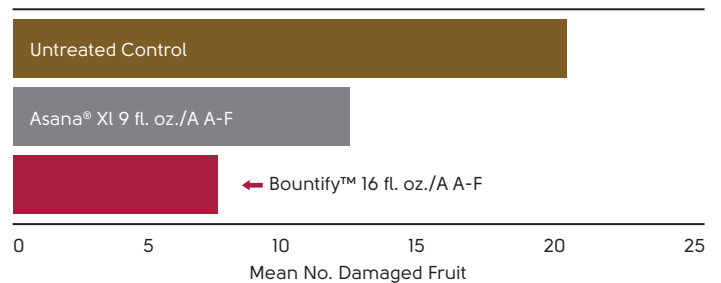 Untreated Control
Asana® Xl 9 fl. oz./A A-F
Bountify™ 16 fl. oz./A A-F
0 5 10 15 20 25
Mean No. Damaged Fruit